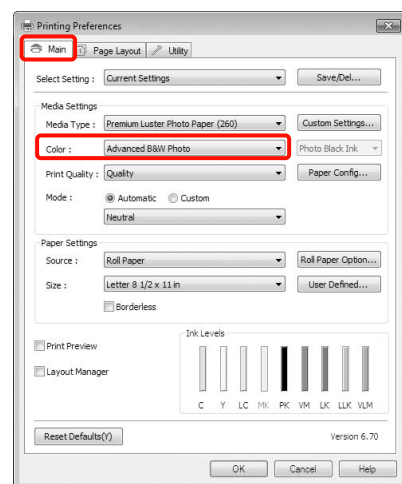 Printing Preferences
Main Page Layout Utility
Select Setting : Current Settings Save/Del...
Media Settings
Media Type : Premium Luster Photo Paper (260) Custom Settings...
Color : Advanced B&W Photo Photo Black Ink
Print Quality : Quality Paper Config...
Mode : Automatic Custom
Neutral
Paper Settings
Source : Roll Paper Roll Paper Option...
Size : Letter 8 1/2 x 11 in User Defined...
Borderless
Ink Levels
Print Preview
Layout Manager
C Y LC MK PK VM LK LLK VLM
Reset Defaults(Y) Version 6.70
OK Cancel Help